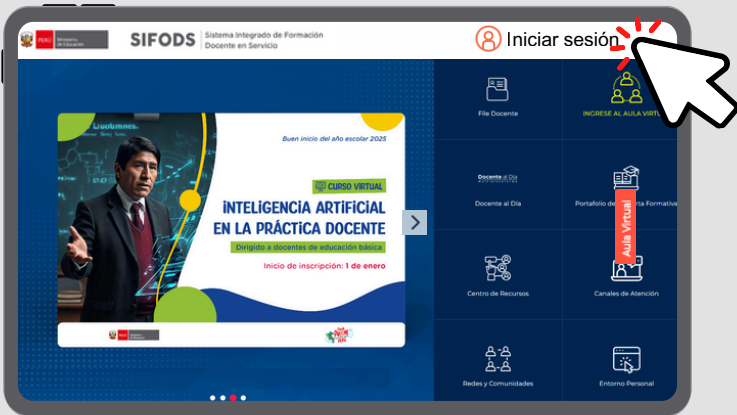 PERÚ Ministerio de Educación
SIFODS
Sistema Integrado de Formación
Docente en Servicio
Iniciar sesión
Buen inicio del año escolar 2025
CURSO VIRTUAL
iNTELiGENCIA ARTiFiCiAL
EN LA PRÁCTiCA DOCENTE
Dirigido a docentes de educación básica
Inicio de inscripción: 1 de enero
File Docente
INGRESE AL AULA
Docente al Día
Docente al Día
Portafolio de
Formativa
Aula Virtual
Centro de Recursos
Canales de Atención
Redes y Comunidades
Entorno Personal